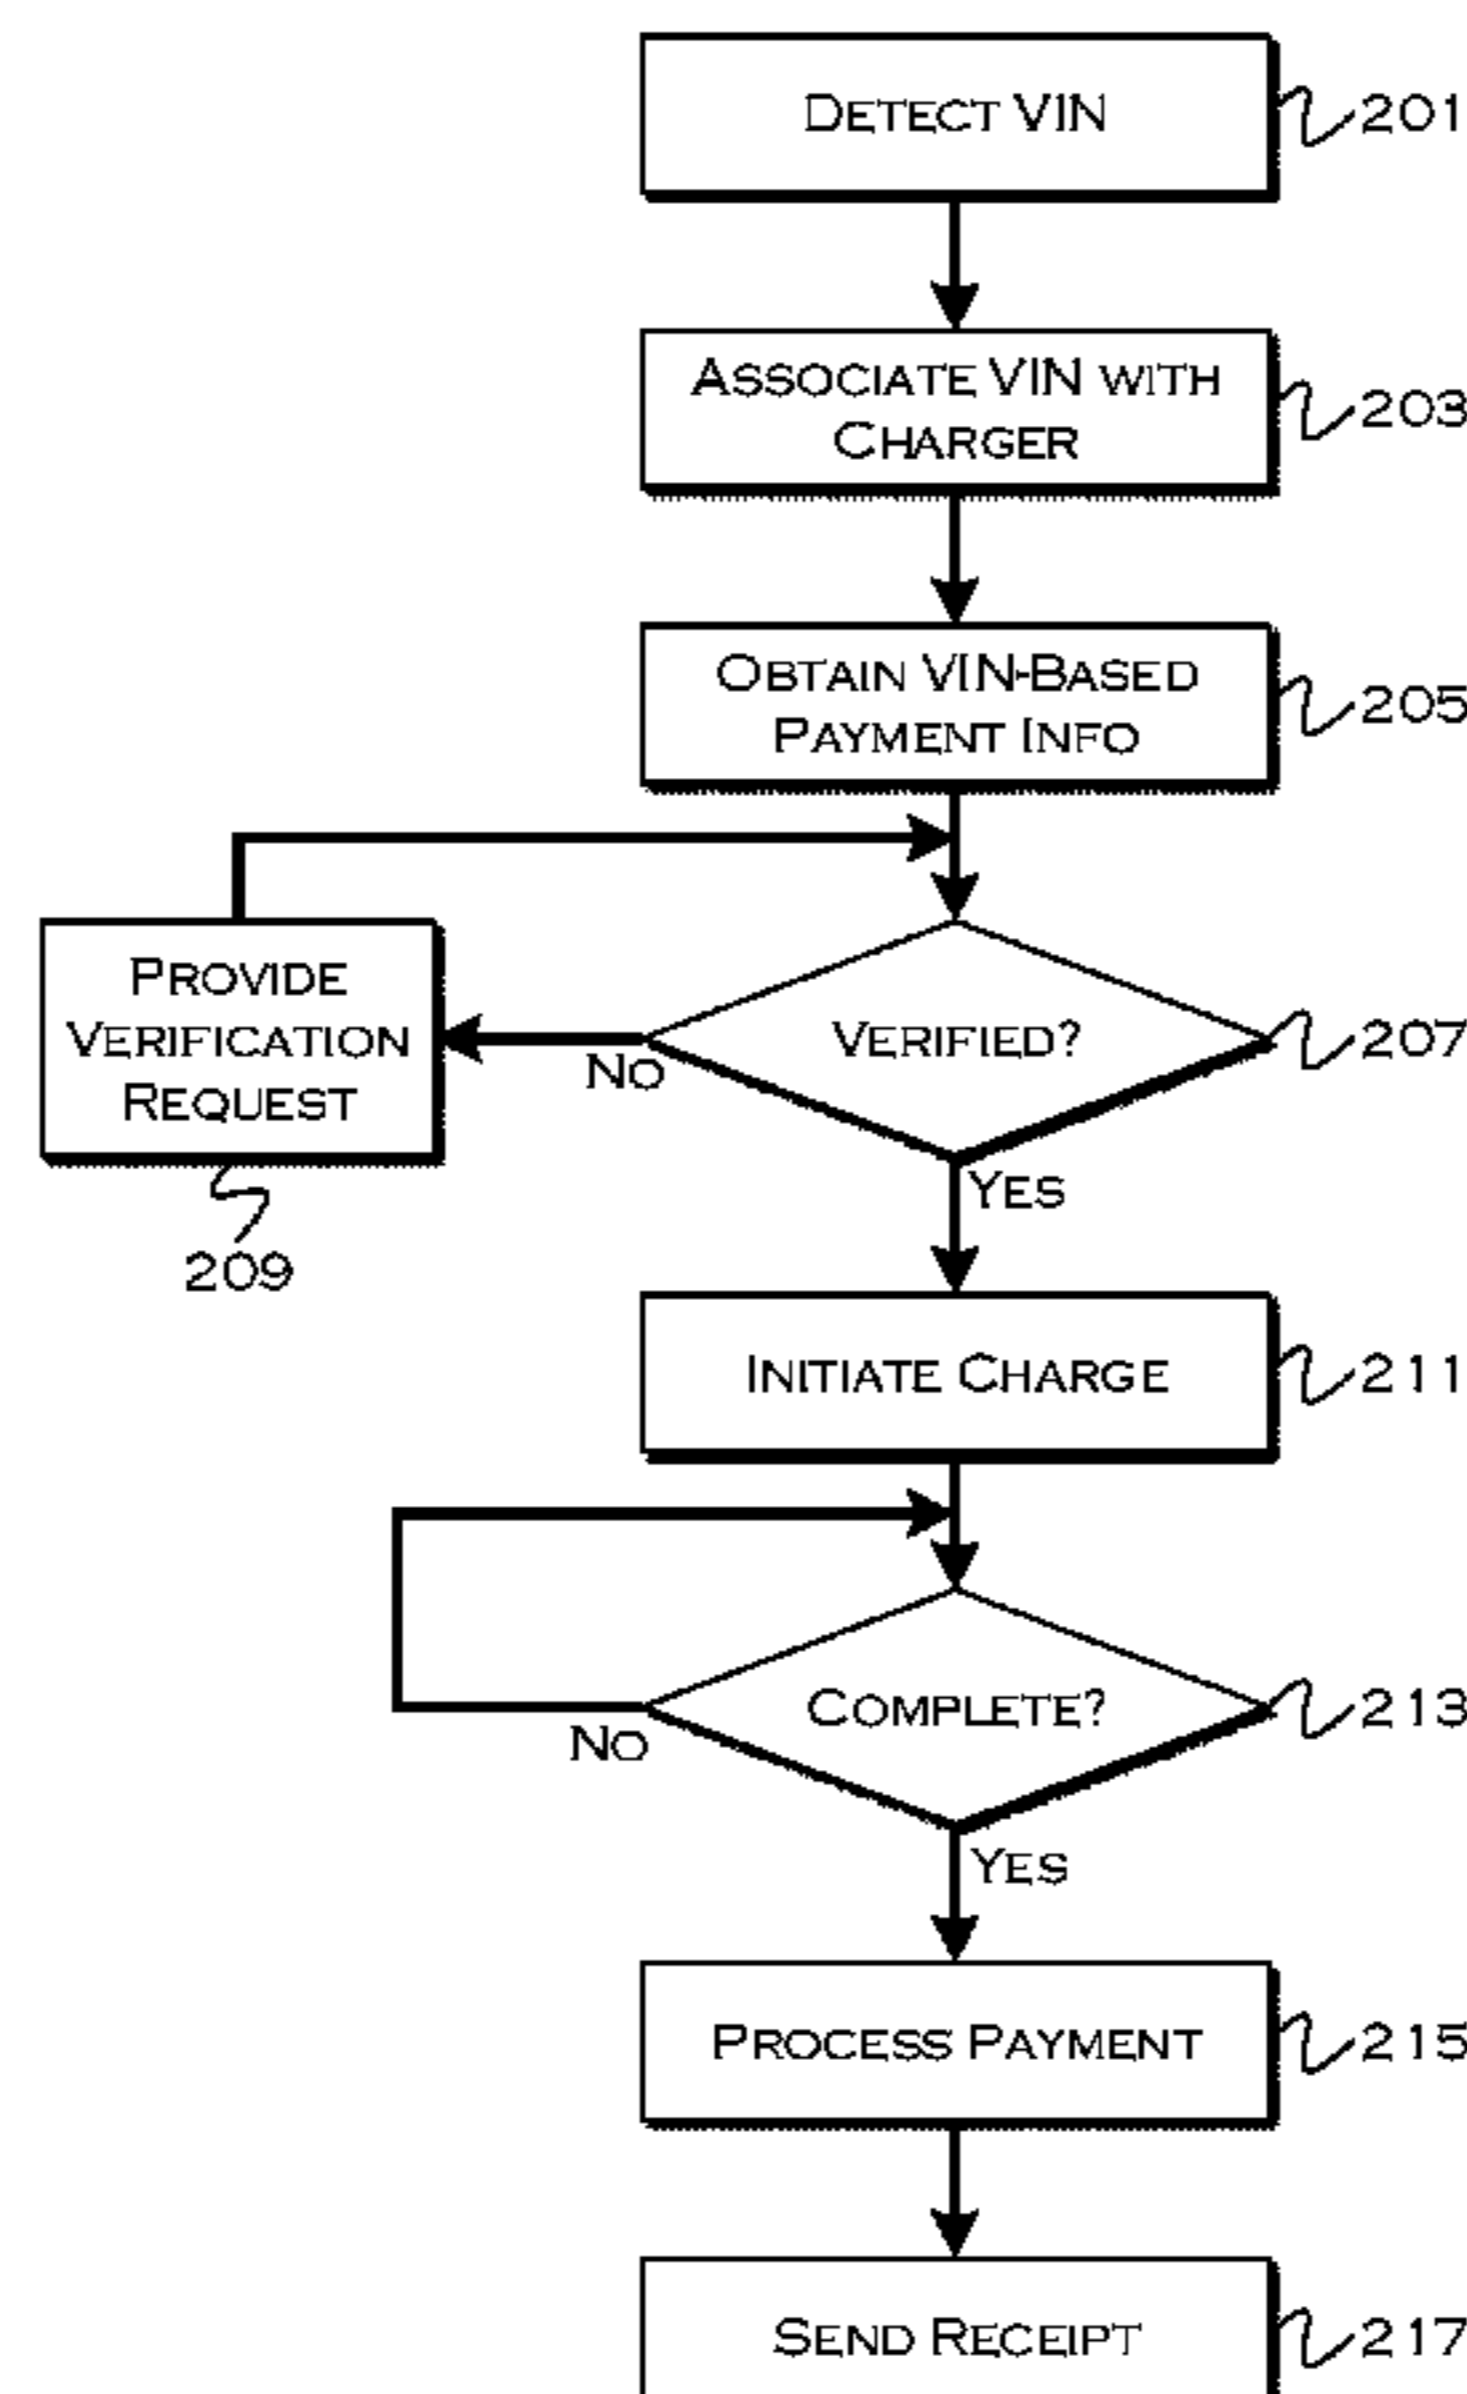 DETECT VIN
201
ASSOCIATE VIN WITH
CHARGER
203
OBTAIN VIN-BASED
PAYMENT INFO
205
PROVIDE
VERIFICATION
REQUEST
209
VERIFIED?
207
NO
YES
INITIATE CHARGE
211
COMPLETE?
213
NO
YES
PROCESS PAYMENT
215
SEND RECEIPT
217